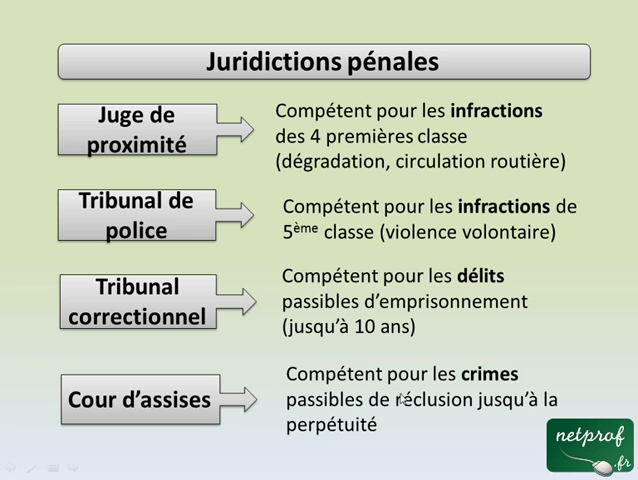 Juridictions pénales
Juge de
proximité
Compétent pour les infractions
des 4 premières classe
(dégradation, circulation routière)
Tribunal de
police
Compétent pour les infractions de
5ème classe (violence volontaire)
Tribunal
correctionnel
Compétent pour les délits
passibles d’emprisonnement
(jusqu’à 10 ans)
Cour d’assises
Compétent pour les crimes
passibles de réclusion jusqu’à la
perpétuité
netprof
.fr